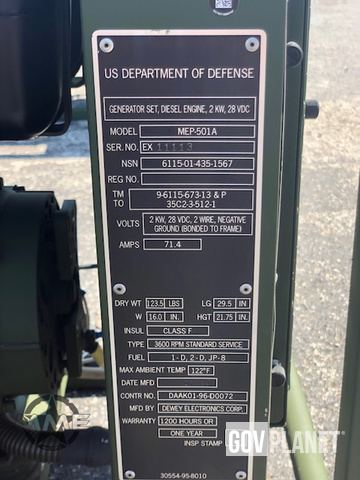 US DEPARTMENT OF DEFENSE
GENERATOR SET, DIESEL ENGINE, 2 KW, 28 VDC
MODEL MEP-501A
SER. NO. EX 11113
NSN 6115-01-435-1567
REG NO.
TM 9-6115-673-13 & P
TO 35C2-3-512-1
VOLTS 2 KW, 28 VDC, 2 WIRE, NEGATIVE
GROUND (BONDED TO FRAME)
AMPS 71.4
DRY WT 123.5 LBS LG 29.5 IN.
W 16.0 IN. HGT 21.75 IN.
INSUL CLASS F
TYPE 3600 RPM STANDARD SERVICE
FUEL 1-D, 2-D, JP-8
MAX AMBIENT TEMP 122°F
DATE MFD
CONTR NO. DAAK01-96-D0072
MFD BY DEWEY ELECTRONICS CORP.
WARRANTY 1200 HOURS OR
ONE YEAR
INSP STAMP
30554-95-8010
WME
GOVPLANET